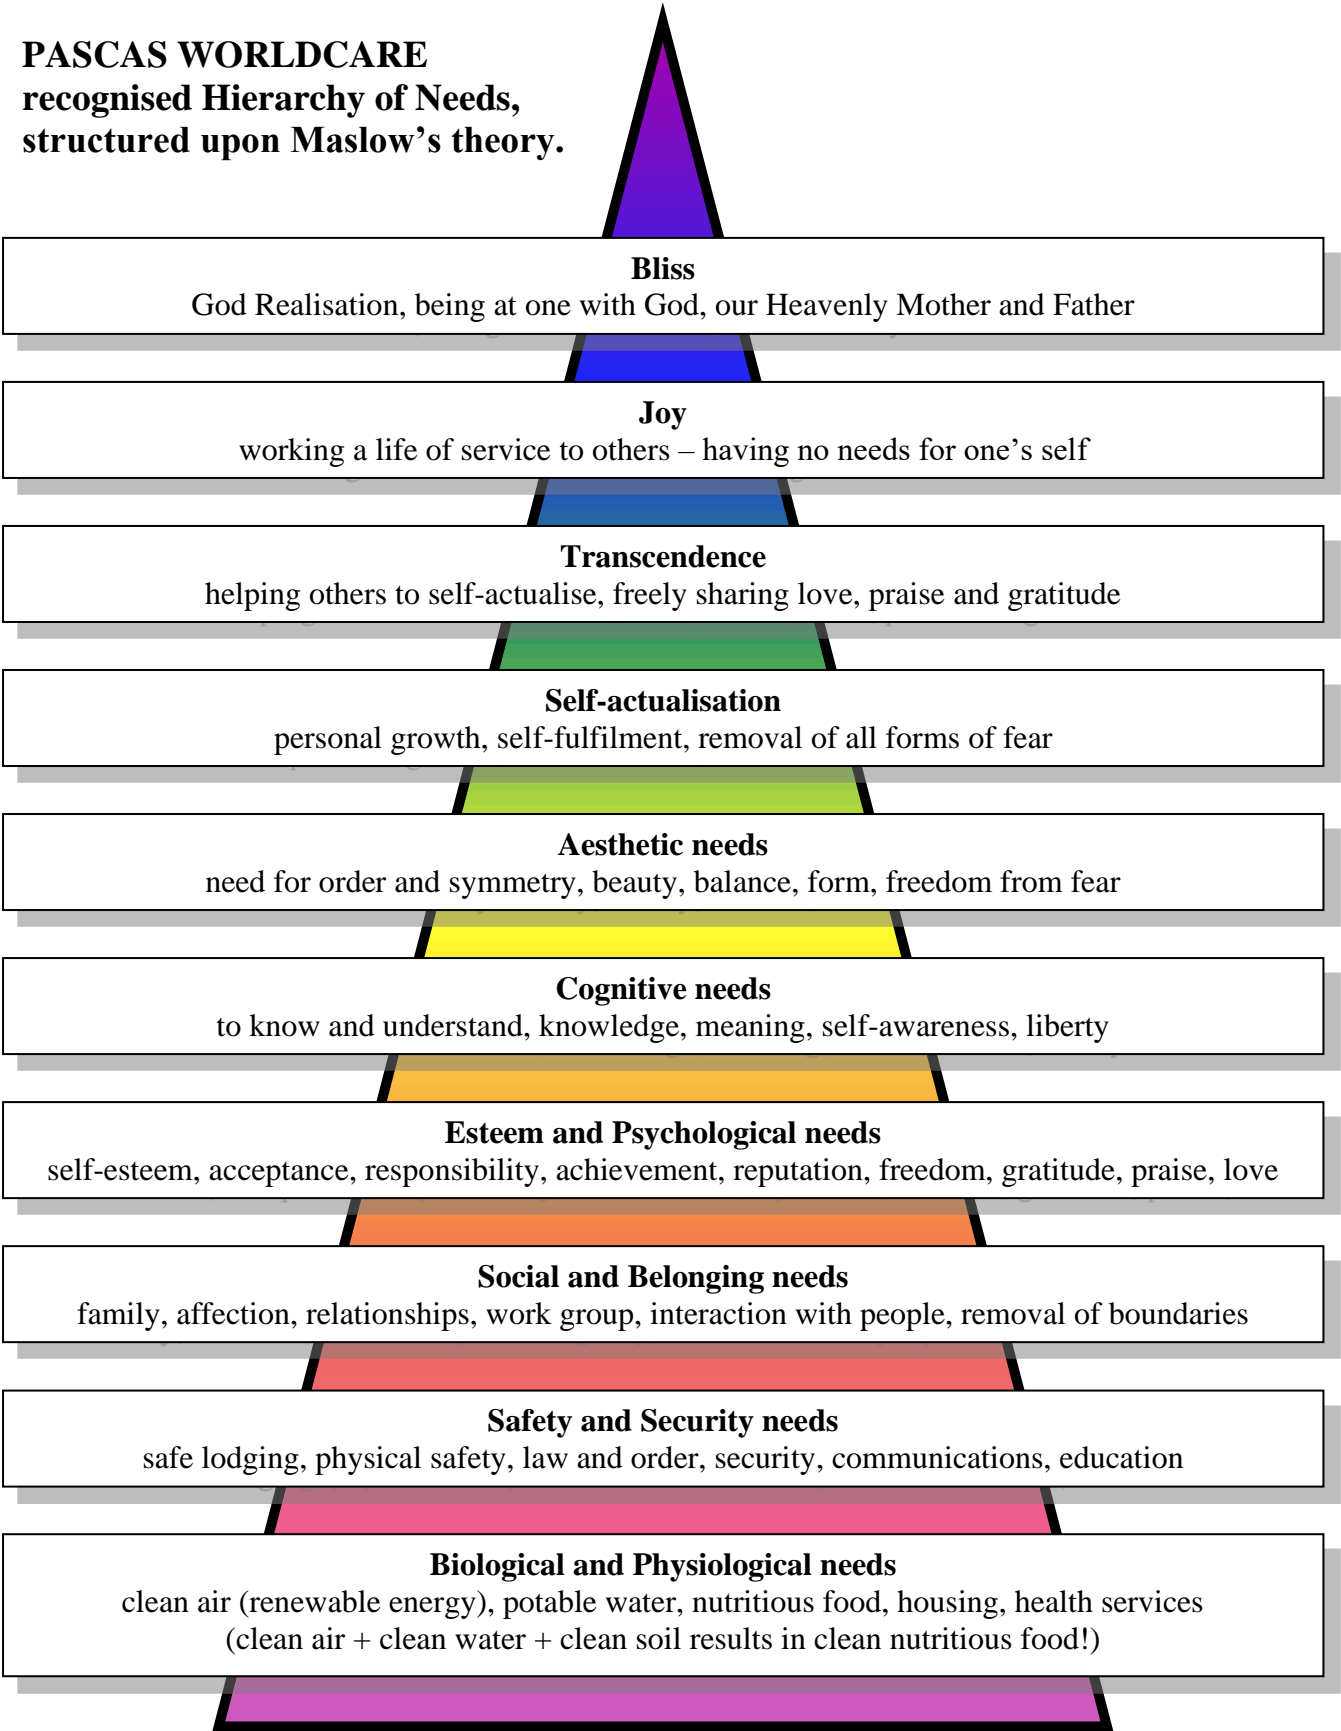 PASCAS WORLDCARE
recognised Hierarchy of Needs,
structured upon Maslow’s theory.
Bliss
God Realisation, being at one with God, our Heavenly Mother and Father
Joy
working a life of service to others – having no needs for one’s self
Transcendence
helping others to self-actualise, freely sharing love, praise and gratitude
Self-actualisation
personal growth, self-fulfilment, removal of all forms of fear
Aesthetic needs
need for order and symmetry, beauty, balance, form, freedom from fear
Cognitive needs
to know and understand, knowledge, meaning, self-awareness, liberty
Esteem and Psychological needs
self-esteem, acceptance, responsibility, achievement, reputation, freedom, gratitude, praise, love
Social and Belonging needs
family, affection, relationships, work group, interaction with people, removal of boundaries
Safety and Security needs
safe lodging, physical safety, law and order, security, communications, education
Biological and Physiological needs
clean air (renewable energy), potable water, nutritious food, housing, health services
(clean air + clean water + clean soil results in clean nutritious food!)